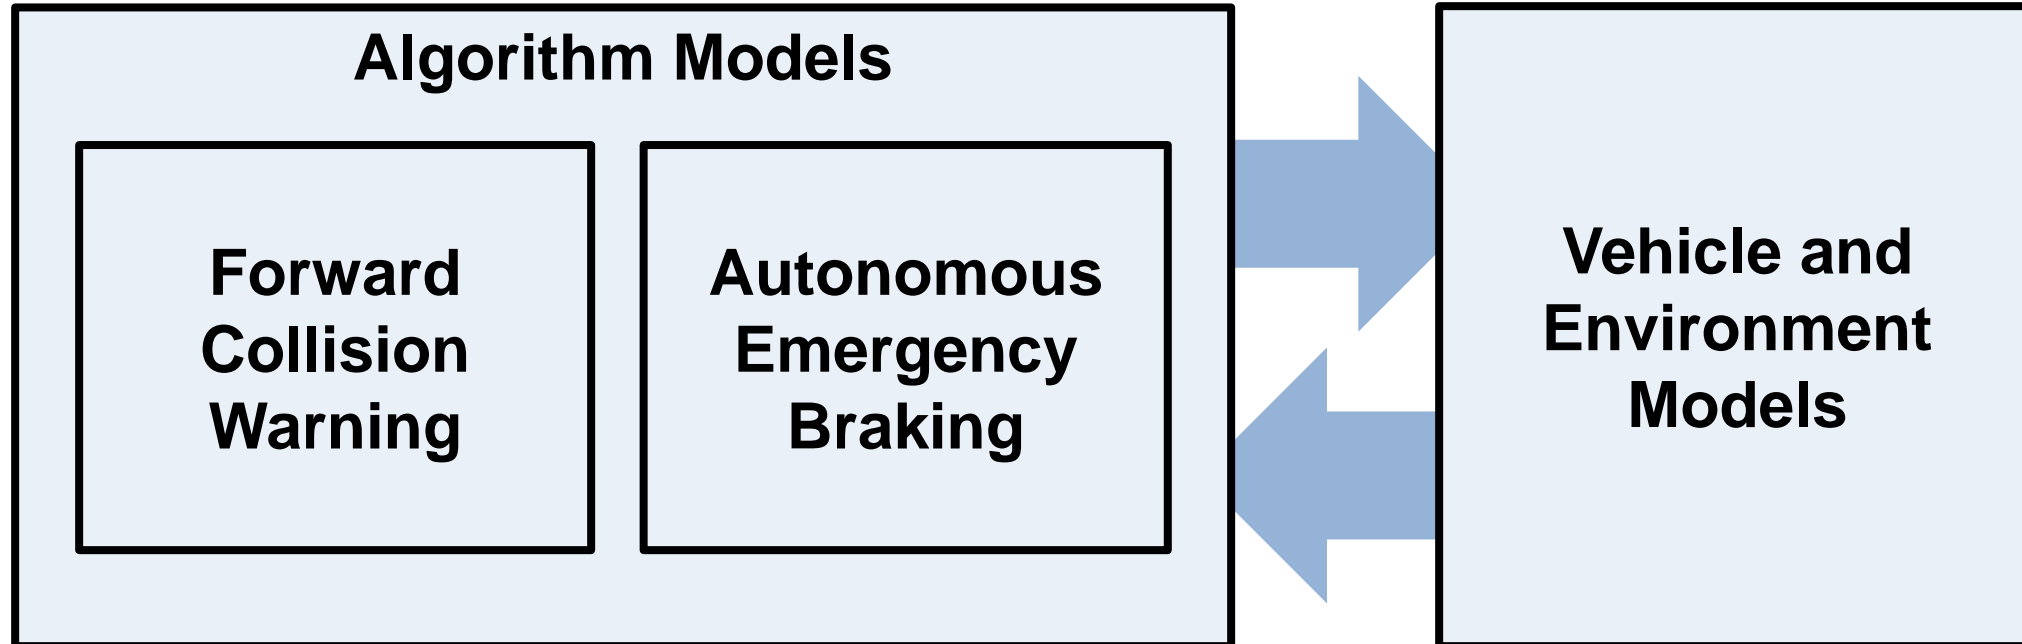 Algorithm Models
Forward
Collision
Warning
Autonomous
Emergency
Braking
Vehicle and
Environment
Models